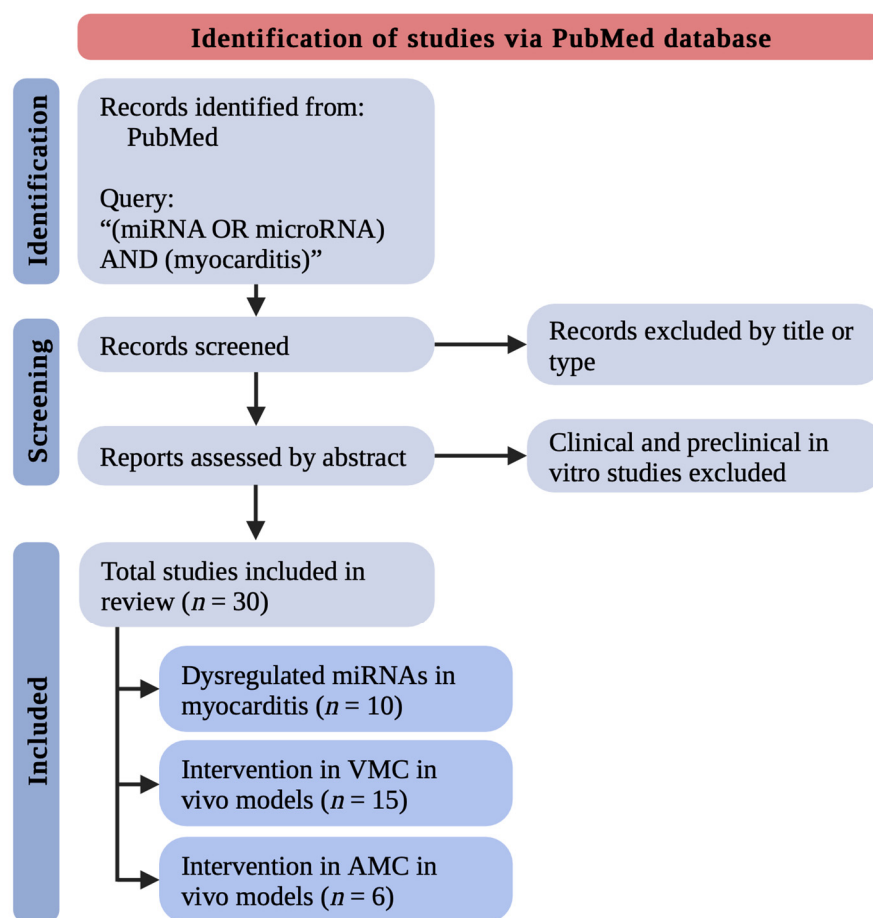 Identification of studies via PubMed database
Identification
Records identified from:
PubMed
Query:
“(miRNA OR microRNA)
AND (myocarditis)”
Screening
Records screened
Records excluded by title or
type
Reports assessed by abstract
Clinical and preclinical in
vitro studies excluded
Included
Total studies included in
review (n = 30)
Dysregulated miRNAs in
myocarditis (n = 10)
Intervention in VMC in
vivo models (n = 15)
Intervention in AMC in
vivo models (n = 6)